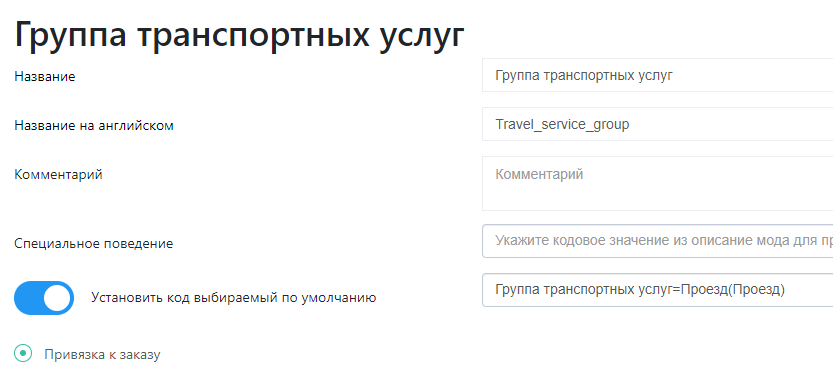 Группа транспортных услуг
Название
Группа транспортных услуг
Название на английском
Travel_service_group
Комментарий
Комментарий
Специальное поведение
Укажите кодовое значение из описание мода для
Установить код выбираемый по умолчанию
Группа транспортных услуг=Проезд(Проезд)
Привязка к заказу